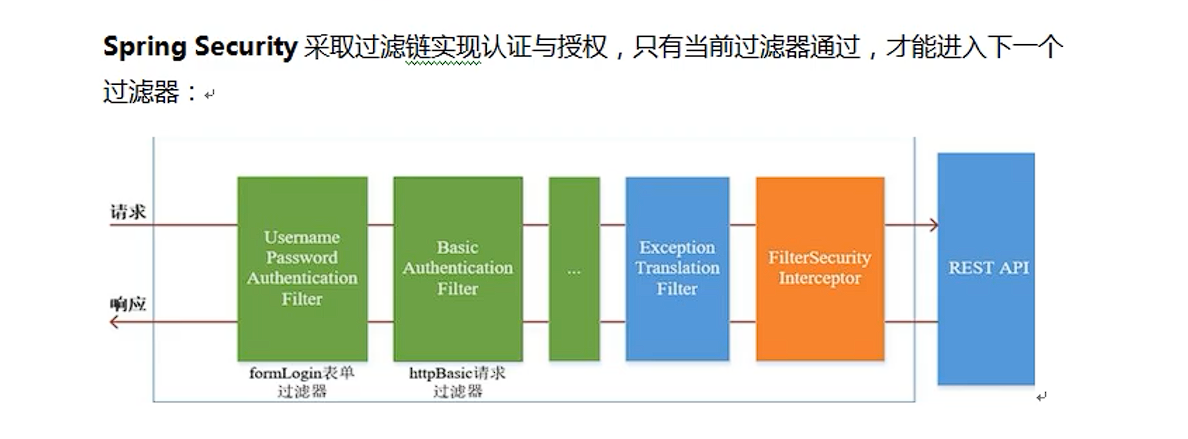 Spring Security 采取过滤链实现认证与授权，只有当前过滤器通过，才能进入下一个
过滤器：
请求
响应
Username
Password
Authentication
Filter
Basic
Authentication
Filter
...
Exception
Translation
Filter
FilterSecurity
Interceptor
REST API
formLogin表单
过滤器
httpBasic请求
过滤器